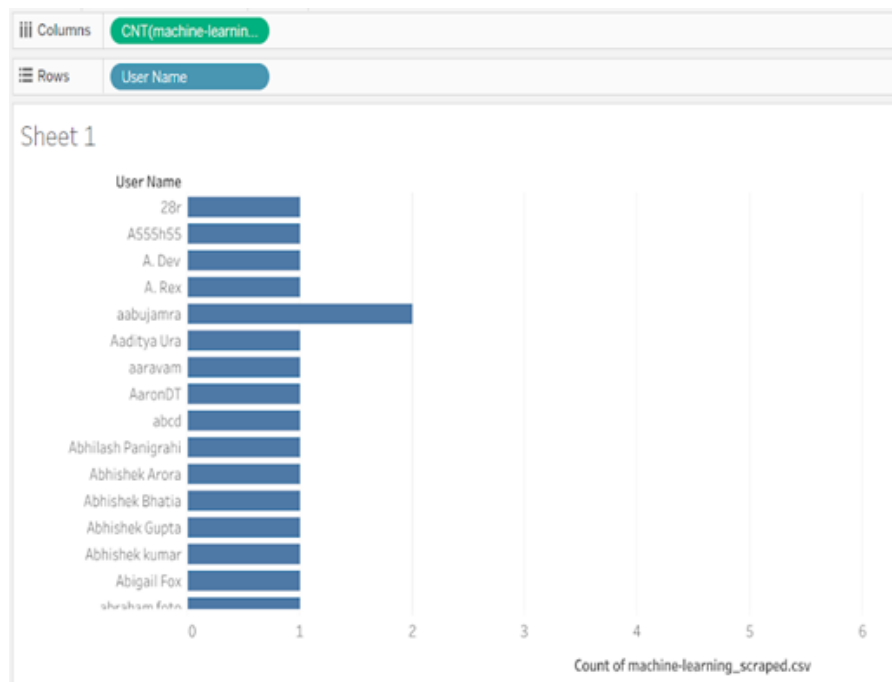 Columns CNT(machine-learnin...
Rows User Name
Sheet 1
User Name
28r
A555h55
A. Dev
A. Rex
aabujamra
Aaditya Ura
aaravam
AaronDT
abcd
Abhilash Panigrahi
Abhishek Arora
Abhishek Bhatia
Abhishek Gupta
Abhishek kumar
Abigail Fox
abraham foto
0 1 2 3 4 5 6
Count of machine-learning_scraped.csv